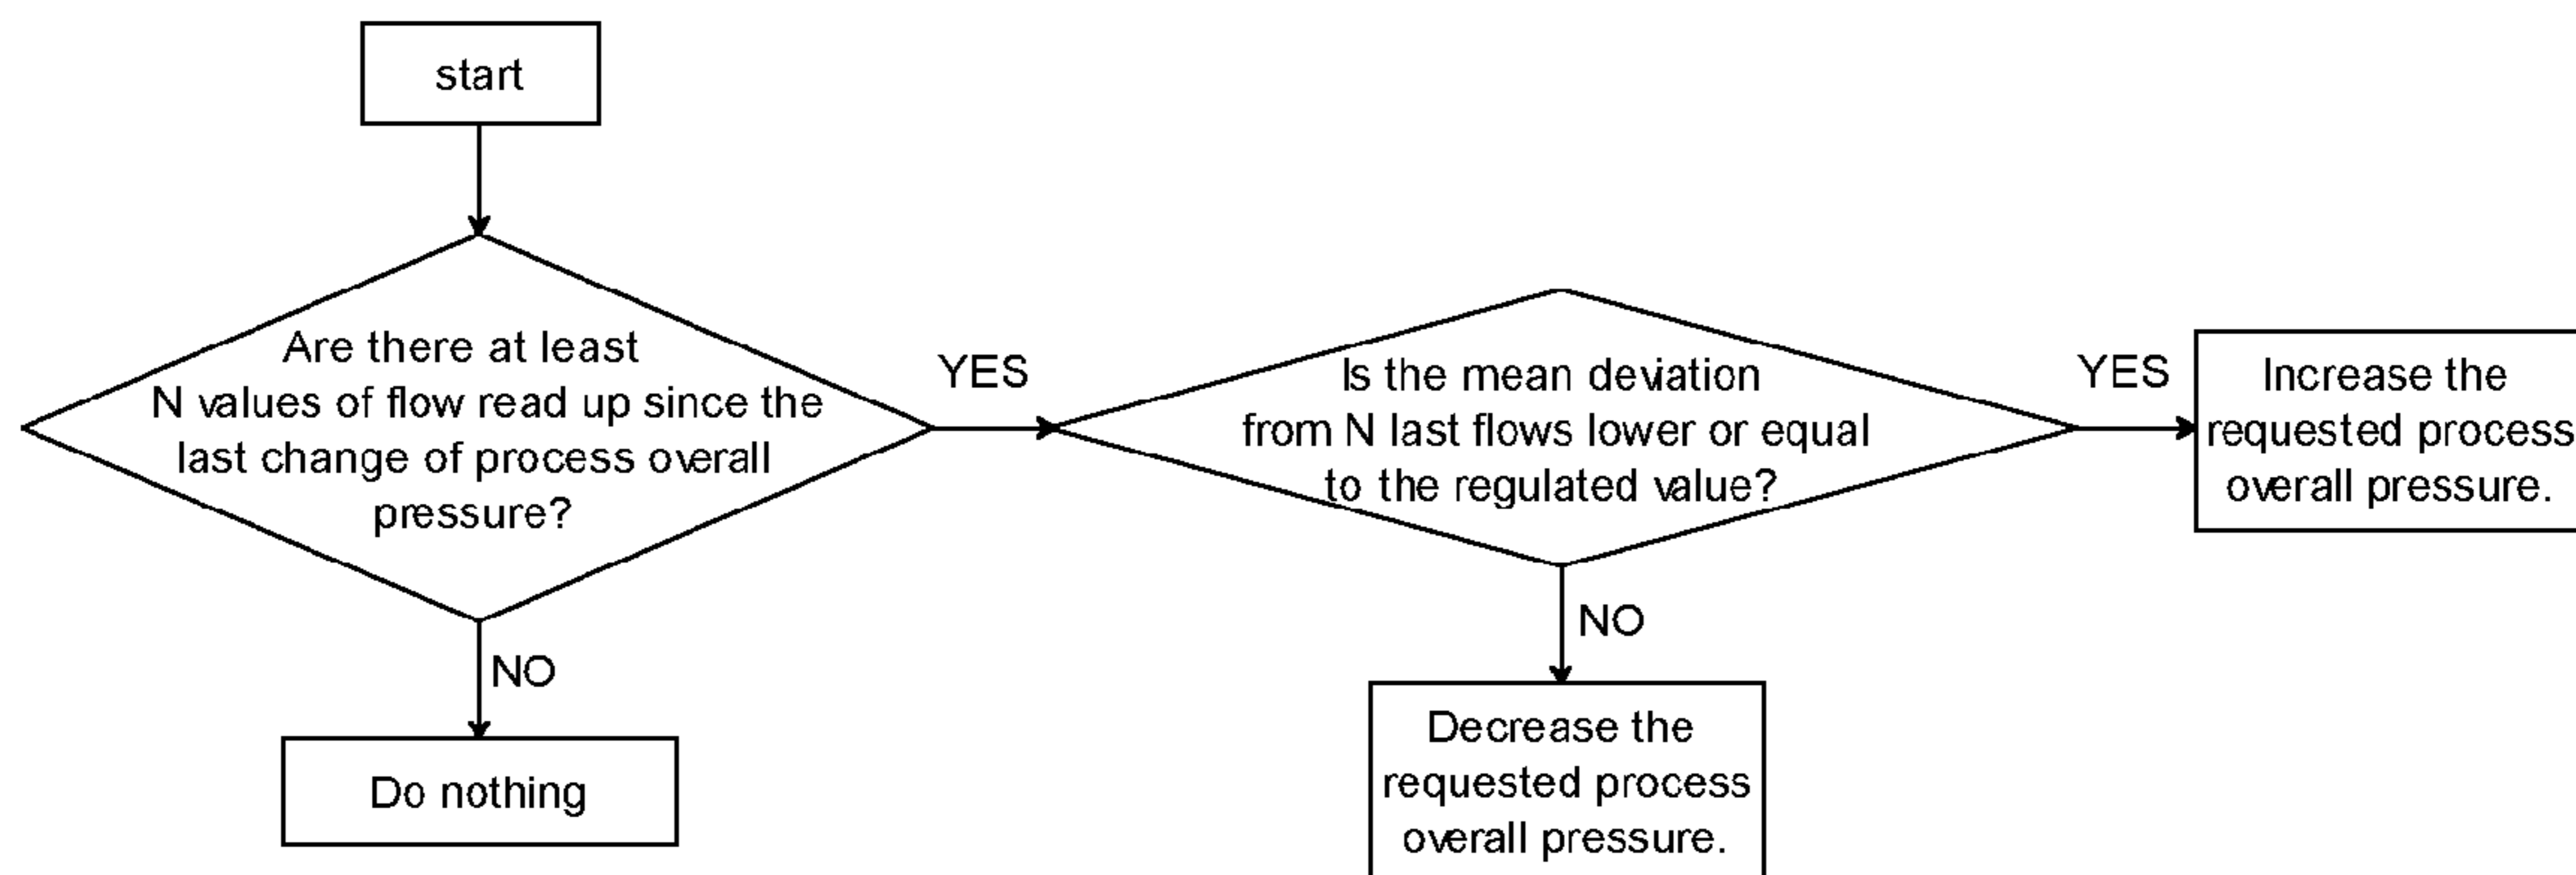 start
Are there at least
N values of flow read up since the
last change of process overall
pressure?
YES
Is the mean deviation
from N last flows lower or equal
to the regulated value?
YES
Increase the
requested process
overall pressure.
NO
Do nothing
NO
Decrease the
requested process
overall pressure.